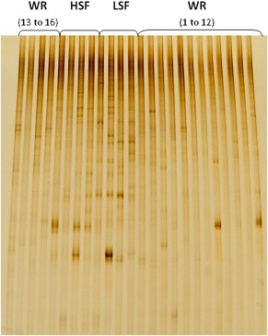 WR HSF LSF WR
(13 to 16) (1 to 12)